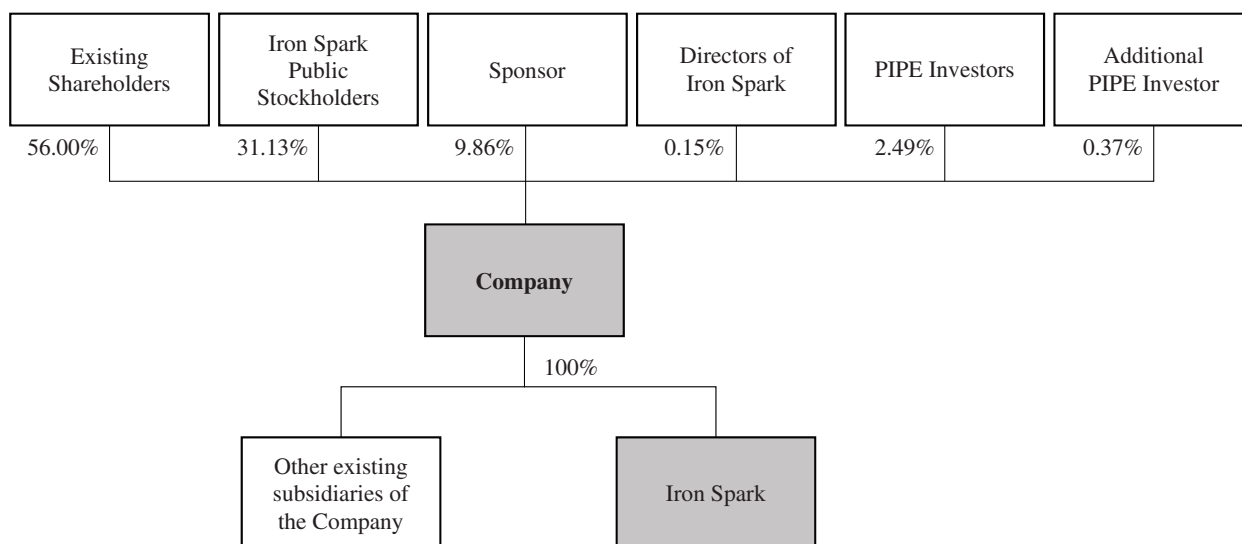 Existing
Shareholders
Iron Spark
Public
Stockholders
Sponsor
Directors of
Iron Spark
PIPE Investors
Additional
PIPE Investor
56.00%
31.13%
9.86%
0.15%
2.49%
0.37%
Company
100%
Other existing
subsidiaries of
the Company
Iron Spark